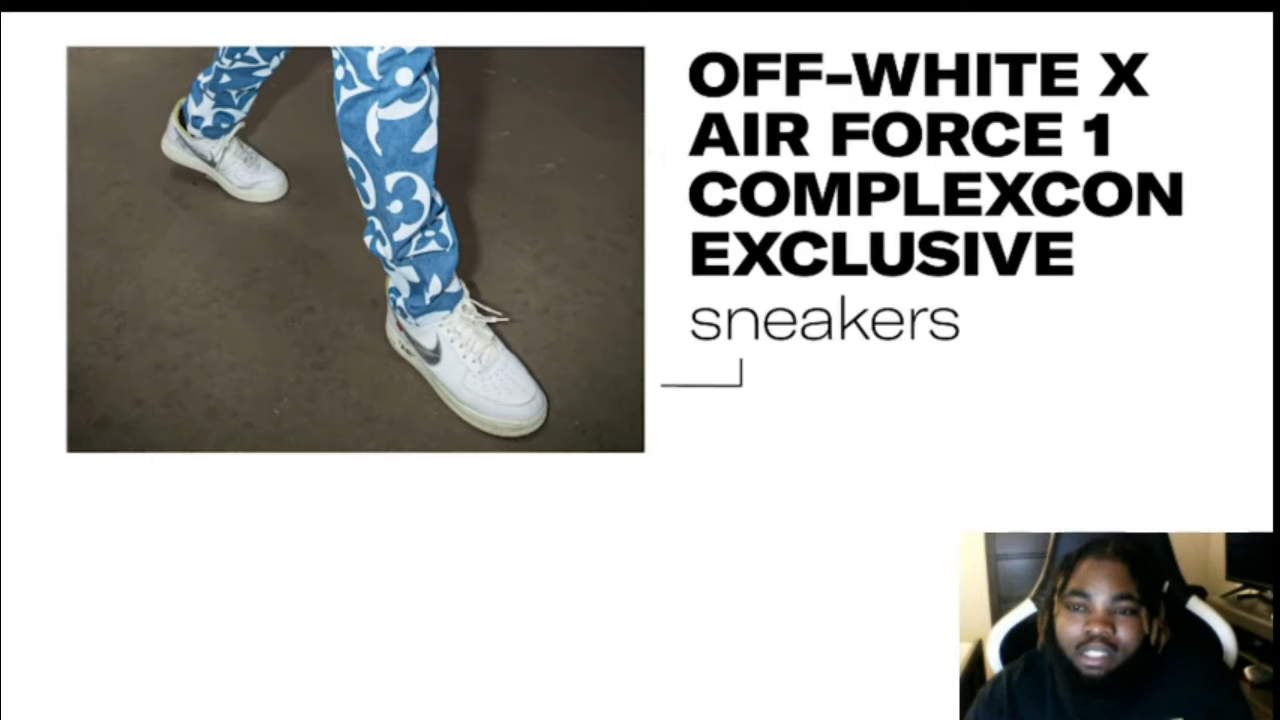 OFF-WHITE X
AIR FORCE 1
COMPLEXCON
EXCLUSIVE
sneakers